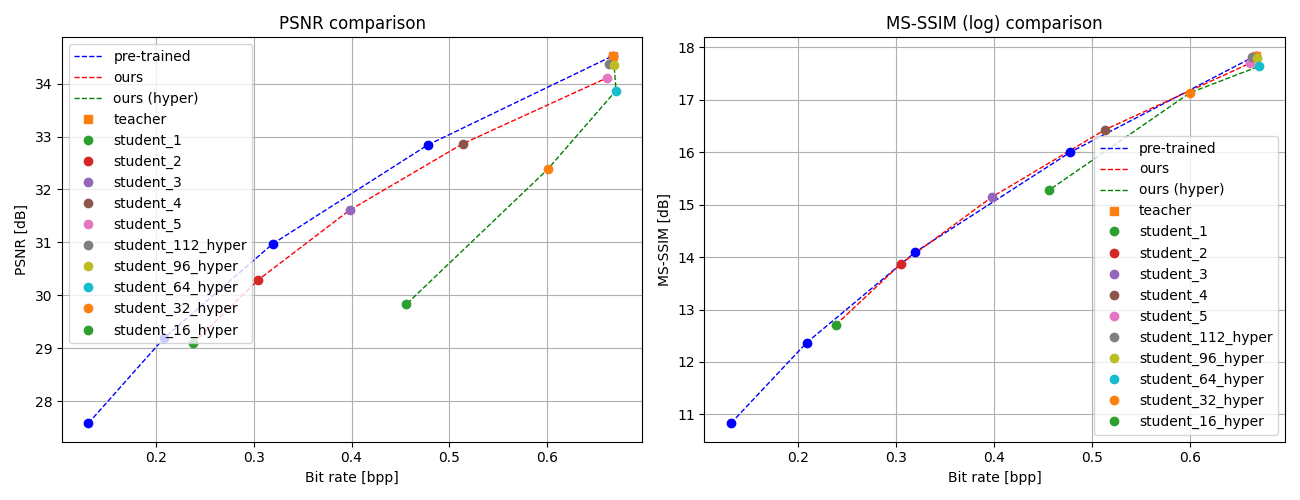 PSNR comparison
34
33
32
31
30
29
28
PSNR [dB]
pre-trained
ours
ours (hyper)
teacher
student_1
student_2
student_3
student_4
student_5
student_112_hyper
student_96_hyper
student_64_hyper
student_32_hyper
student_16_hyper
0.2 0.3 0.4 0.5 0.6
Bit rate [bpp]
MS-SSIM (log) comparison
18
17
16
15
14
13
12
11
MS-SSIM [dB]
pre-trained
ours
ours (hyper)
teacher
student_1
student_2
student_3
student_4
student_5
student_112_hyper
student_96_hyper
student_64_hyper
student_32_hyper
student_16_hyper
0.2 0.3 0.4 0.5 0.6
Bit rate [bpp]